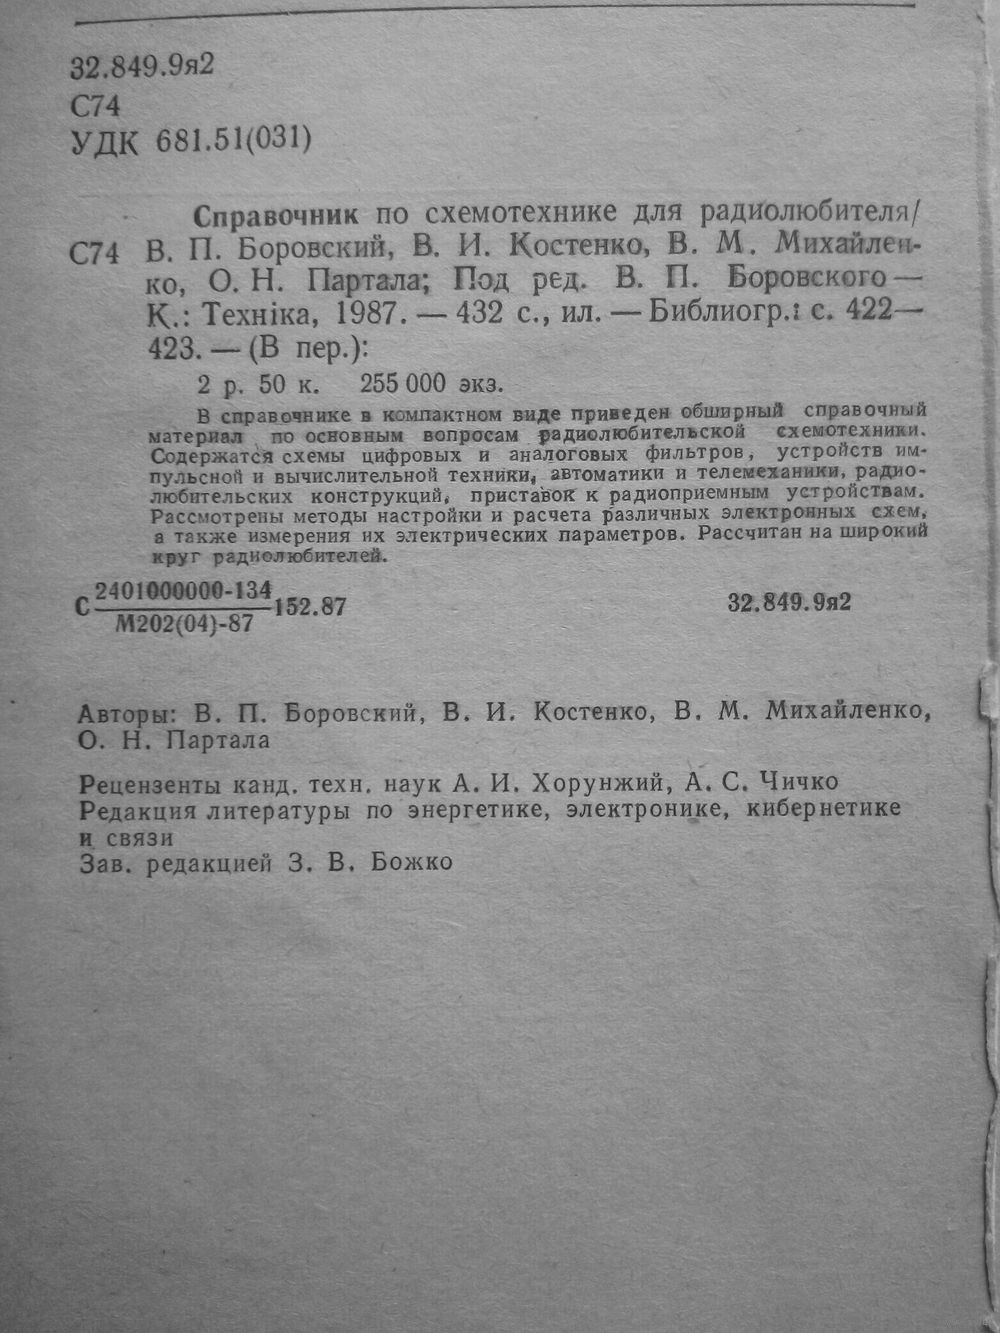 32.849.9я2
С74
УДК 681.51(031)
Справочник по схемотехнике для радиолюбителя/
С74 В. П. Боровский, В. И. Костенко, В. М. Михайлен-
ко, О. Н. Партала; Под ред. В. П. Боровского —
К.: Техніка, 1987. — 432 с., ил. — Библиогр.: с. 422—
423. — (В пер.):
2 р. 50 к. 255 000 экз.
В справочнике в компактном виде приведен обширный справочный
материал по основным вопросам радиолюбительской схемотехники.
Содержатся схемы цифровых и аналоговых фильтров, устройств им-
пульсной и вычислительной техники, автоматики и телемеханики, радио-
любительских конструкций, приставок к радиоприемным устройствам.
Рассмотрены методы настройки и расчета различных электронных схем,
а также измерения их электрических параметров. Рассчитан на широкий
круг радиолюбителей.
С 2401000000-134 152.87 32.849.9я2
М202(04)-87
Авторы: В. П. Боровский, В. И. Костенко, В. М. Михайленко,
О. Н. Партала
Рецензенты канд. техн. наук А. И. Хорунжий, А. С. Чичко
Редакция литературы по энергетике, электронике, кибернетике
и связи
Зав. редакцией З. В. Божко